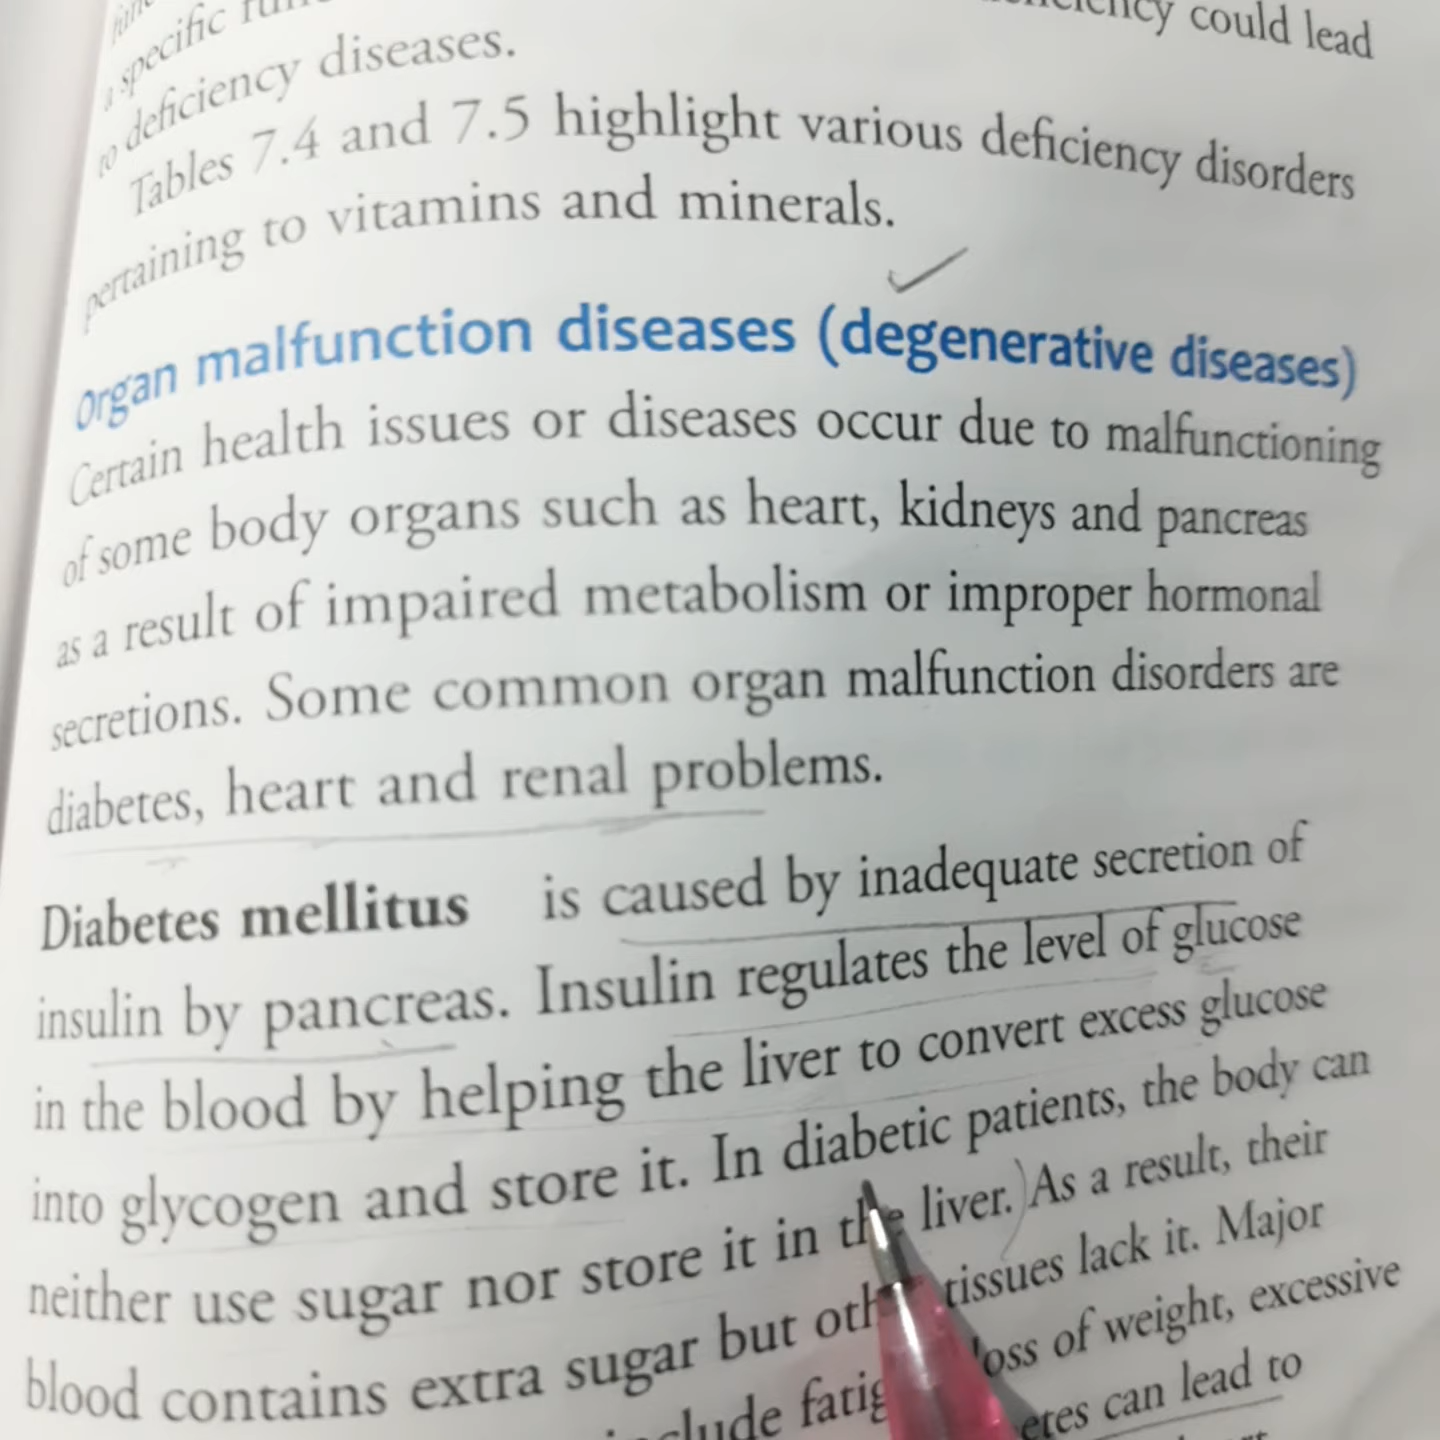 a specific
could lead
to deficiency diseases.
Tables 7.4 and 7.5 highlight various deficiency disorders
pertaining to vitamins and minerals.
Organ malfunction diseases (degenerative diseases)
Certain health issues or diseases occur due to malfunctioning
of some body organs such as heart, kidneys and pancreas
as a result of impaired metabolism or improper hormonal
secretions. Some common organ malfunction disorders are
diabetes, heart and renal problems.
Diabetes mellitus is caused by inadequate secretion of
insulin by pancreas. Insulin regulates the level of glucose
in the blood by helping the liver to convert excess glucose
into glycogen and store it. In diabetic patients, the body can
neither use sugar nor store it in the liver. As a result, their
blood contains extra sugar but tissues lack it. Major
loss of weight, excessive
can lead to